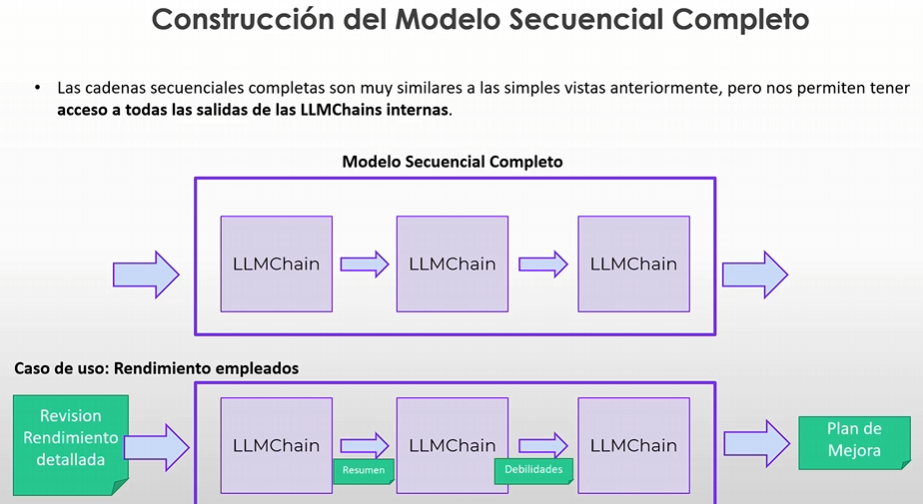 Construcción del Modelo Secuencial Completo
• Las cadenas secuenciales completas son muy similares a las simples vistas anteriormente, pero nos permiten tener
acceso a todas las salidas de las LLMChains internas.
Modelo Secuencial Completo
LLMChain
LLMChain
LLMChain
Caso de uso: Rendimiento empleados
Revision
Rendimiento
detallada
LLMChain
Resumen
LLMChain
Debilidades
LLMChain
Plan de
Mejora